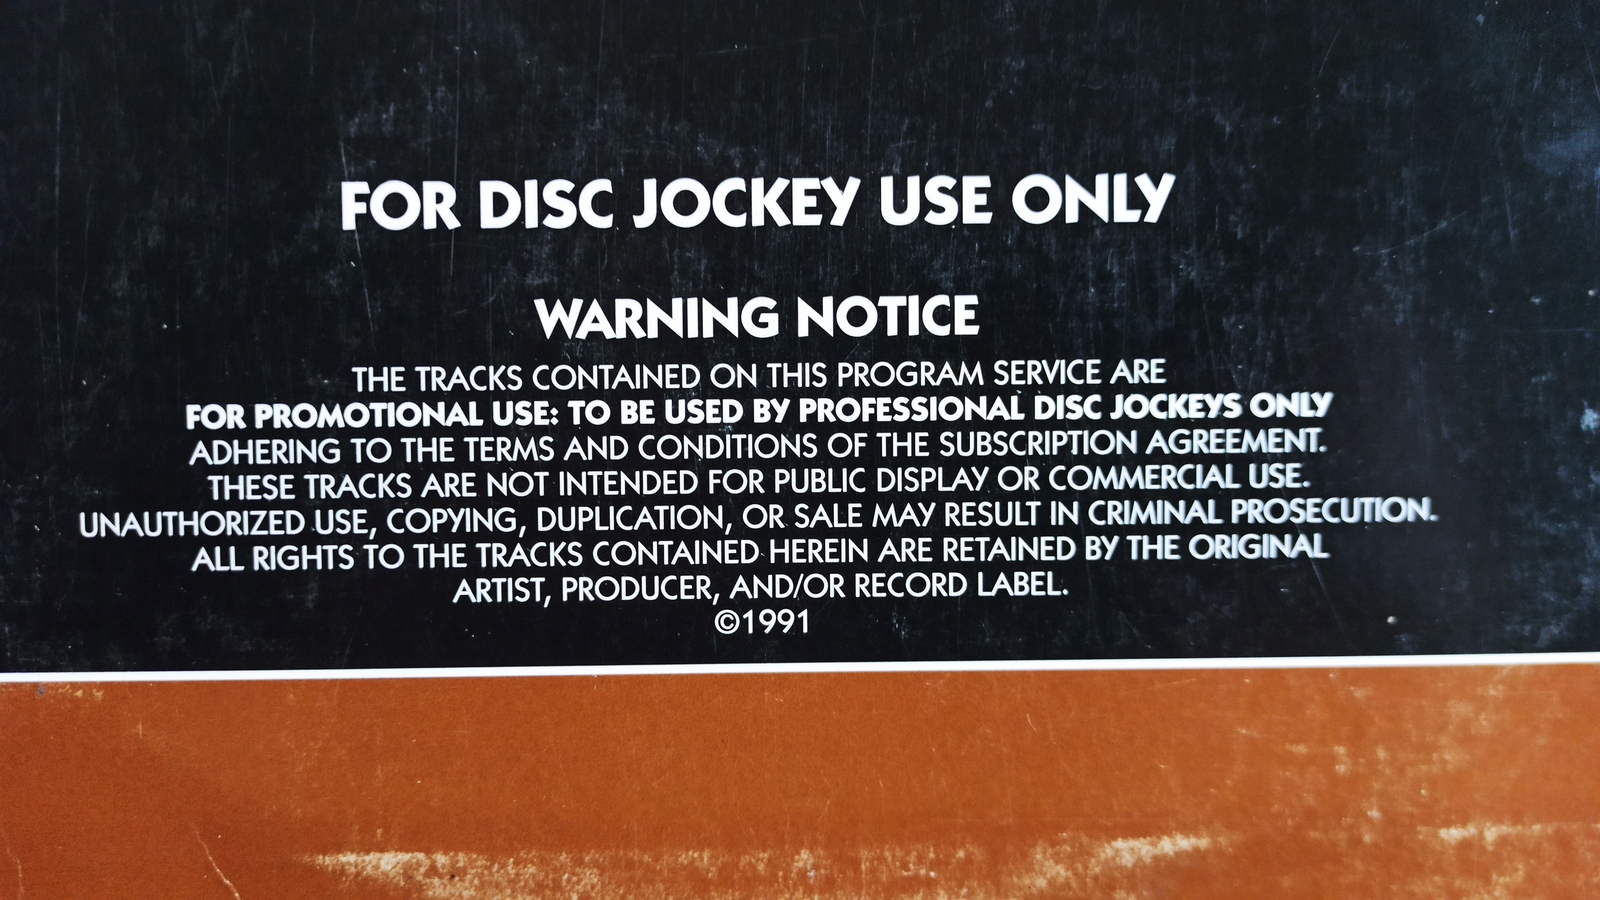 FOR DISC JOCKEY USE ONLY
WARNING NOTICE
THE TRACKS CONTAINED ON THIS PROGRAM SERVICE ARE
FOR PROMOTIONAL USE: TO BE USED BY PROFESSIONAL DISC JOCKEYS ONLY
ADHERING TO THE TERMS AND CONDITIONS OF THE SUBSCRIPTION AGREEMENT.
THESE TRACKS ARE NOT INTENDED FOR PUBLIC DISPLAY OR COMMERCIAL USE.
UNAUTHORIZED USE, COPYING, DUPLICATION, OR SALE MAY RESULT IN CRIMINAL PROSECUTION.
ALL RIGHTS TO THE TRACKS CONTAINED HEREIN ARE RETAINED BY THE ORIGINAL
ARTIST, PRODUCER, AND/OR RECORD LABEL.
©1991